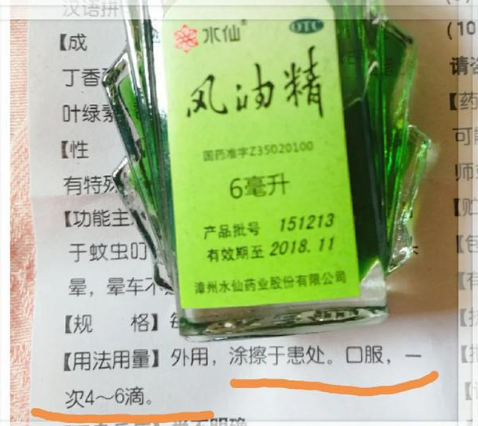 汉语拼
水仙®
OTC
风油精
国药准字Z35020100
6毫升
产品批号 151213
有效期至 2018.11
漳州水仙药业股份有限公司
【成
丁香
叶绿素
【性
有特殊
【功能主
于蚊虫叮
晕，晕车不
【规 格】
【用法用量】外用，涂擦于患处。口服，一
次4～6滴。
(10
请
【药
可能
师
【贮
【包